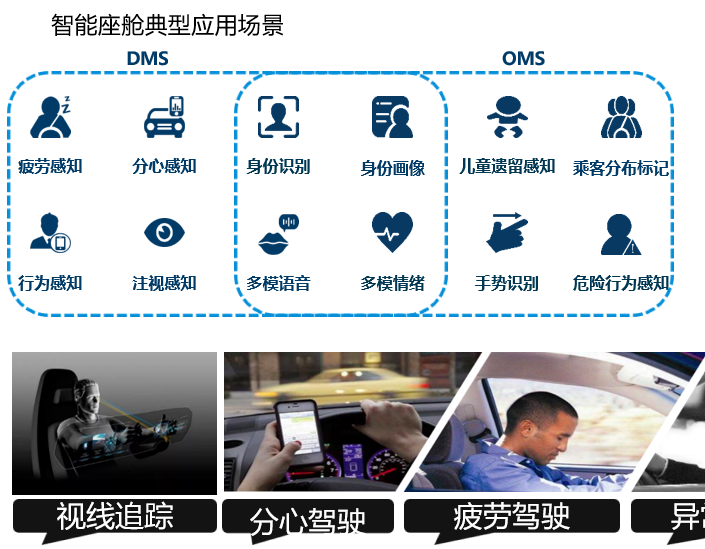 智能座舱典型应用场景
DMS OMS
疲劳感知 分心感知 身份识别 身份画像 儿童遗留感知 乘客分布标记
行为感知 注视感知 多模语音 多模情绪 手势识别 危险行为感知
视线追踪 分心驾驶 疲劳驾驶 异常